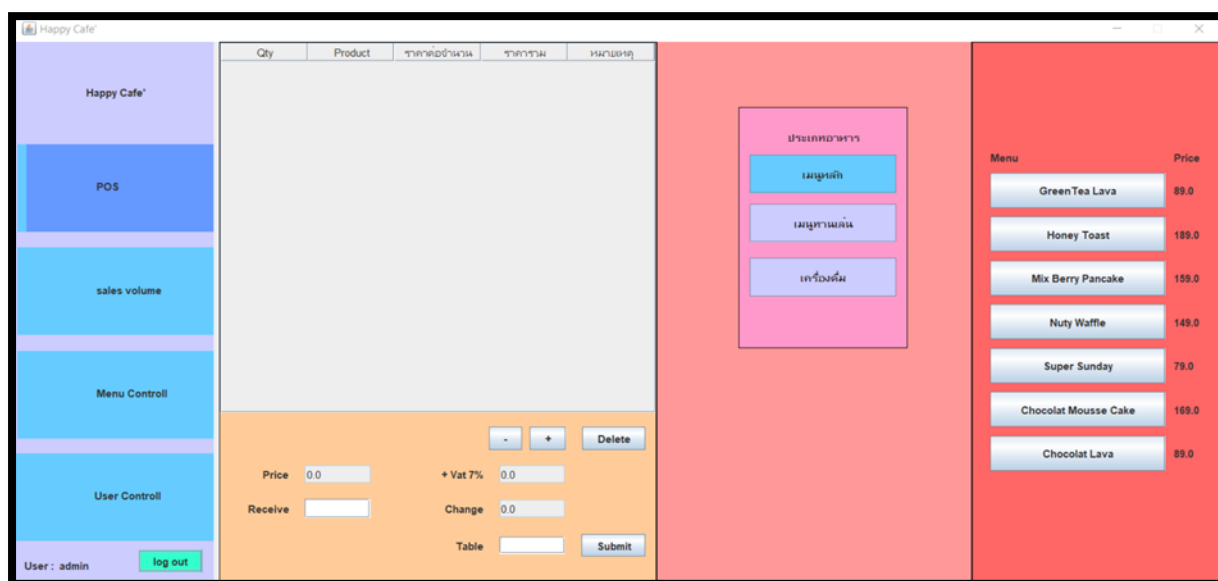 Happy Cafe'
Happy Cafe'
POS
sales volume
Menu Controll
User Controll
User : admin
log out
Qty Product ราคาต่อจำนวน ราคารวม หมายเหตุ
- + Delete
Price 0.0 + Vat 7% 0.0
Receive Change 0.0
Table Submit
ประเภทอาหาร
เมนูหลัก
เมนูทานเล่น
เครื่องดื่ม
Menu Price
GreenTea Lava 89.0
Honey Toast 189.0
Mix Berry Pancake 159.0
Nuty Waffle 149.0
Super Sunday 79.0
Chocolat Mousse Cake 169.0
Chocolat Lava 89.0